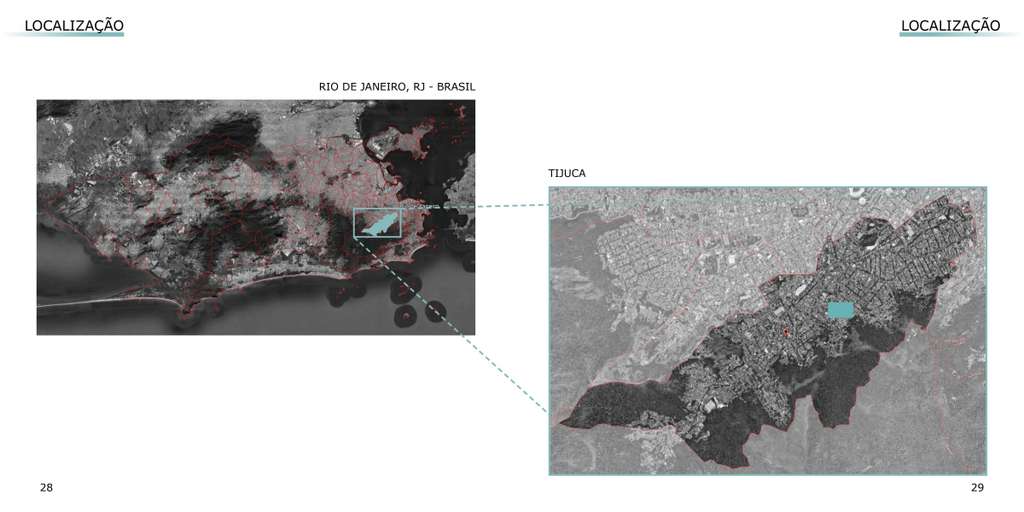 LOCALIZAÇÃO
LOCALIZAÇÃO
RIO DE JANEIRO, RJ - BRASIL
TIJUCA
28
29